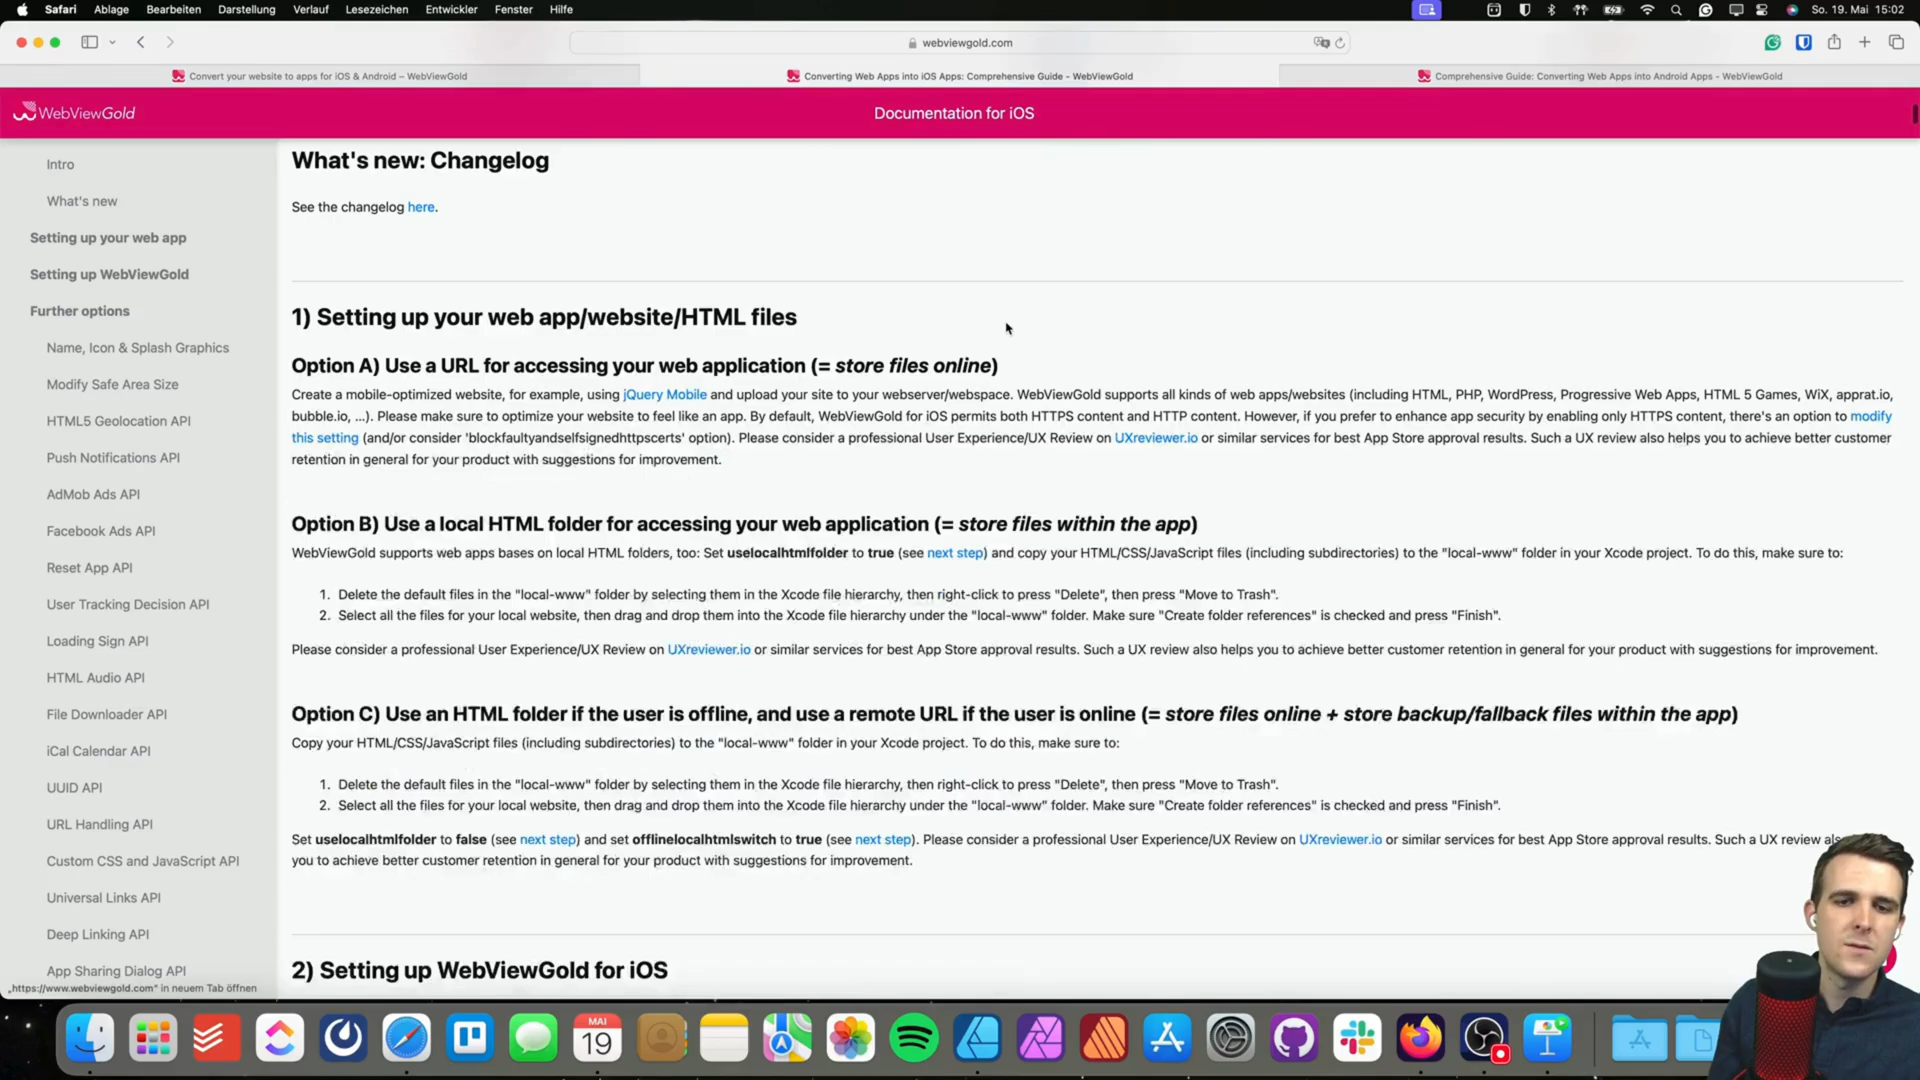 Safari Ablage Bearbeiten Darstellung Verlauf Lesezeichen Entwickler Fenster Hilfe So. 19. Mai 15:02
webviewgold.com
Convert your website to apps for iOS & Android – WebViewGold
Converting Web Apps into iOS Apps: Comprehensive Guide - WebViewGold
Comprehensive Guide: Converting Web Apps into Android Apps - WebViewGold
WebViewGold
Documentation for iOS
Intro
What's new
Setting up your web app
Setting up WebViewGold
Further options
Name, Icon & Splash Graphics
Modify Safe Area Size
HTML5 Geolocation API
Push Notifications API
AdMob Ads API
Facebook Ads API
Reset App API
User Tracking Decision API
Loading Sign API
HTML Audio API
File Downloader API
iCal Calendar API
UUID API
URL Handling API
Custom CSS and JavaScript API
Universal Links API
Deep Linking API
App Sharing Dialog API
„https://www.webviewgold.com" in neuem Tab öffnen
What's new: Changelog
See the changelog here.
1) Setting up your web app/website/HTML files
Option A) Use a URL for accessing your web application (= store files online)
Create a mobile-optimized website, for example, using jQuery Mobile and upload your site to your webserver/webspace. WebViewGold supports all kinds of web apps/websites (including HTML, PHP, WordPress, Progressive Web Apps, HTML 5 Games, WiX, apprat.io,
bubble.io, ...). Please make sure to optimize your website to feel like an app. By default, WebViewGold for iOS permits both HTTPS content and HTTP content. However, if you prefer to enhance app security by enabling only HTTPS content, there's an option to modify
this setting (and/or consider 'blockfaultyandselfsignedhttpscerts' option). Please consider a professional User Experience/UX Review on UXreviewer.io or similar services for best App Store approval results. Such a UX review also helps you to achieve better customer
retention in general for your product with suggestions for improvement.
Option B) Use a local HTML folder for accessing your web application (= store files within the app)
WebViewGold supports web apps bases on local HTML folders, too: Set uselocalhtmlfolder to true (see next step) and copy your HTML/CSS/JavaScript files (including subdirectories) to the "local-www" folder in your Xcode project. To do this, make sure to:
1. Delete the default files in the "local-www" folder by selecting them in the Xcode file hierarchy, then right-click to press "Delete", then press "Move to Trash".
2. Select all the files for your local website, then drag and drop them into the Xcode file hierarchy under the "local-www" folder. Make sure "Create folder references" is checked and press "Finish".
Please consider a professional User Experience/UX Review on UXreviewer.io or similar services for best App Store approval results. Such a UX review also helps you to achieve better customer retention in general for your product with suggestions for improvement.
Option C) Use an HTML folder if the user is offline, and use a remote URL if the user is online (= store files online + store backup/fallback files within the app)
Copy your HTML/CSS/JavaScript files (including subdirectories) to the "local-www" folder in your Xcode project. To do this, make sure to:
1. Delete the default files in the "local-www" folder by selecting them in the Xcode file hierarchy, then right-click to press "Delete", then press "Move to Trash".
2. Select all the files for your local website, then drag and drop them into the Xcode file hierarchy under the "local-www" folder. Make sure "Create folder references" is checked and press "Finish".
Set uselocalhtmlfolder to false (see next step) and set offlinelocalhtmlswitch to true (see next step). Please consider a professional User Experience/UX Review on UXreviewer.io or similar services for best App Store approval results. Such a UX review
you to achieve better customer retention in general for your product with suggestions for improvement.
2) Setting up WebViewGold for iOS
MAI
19